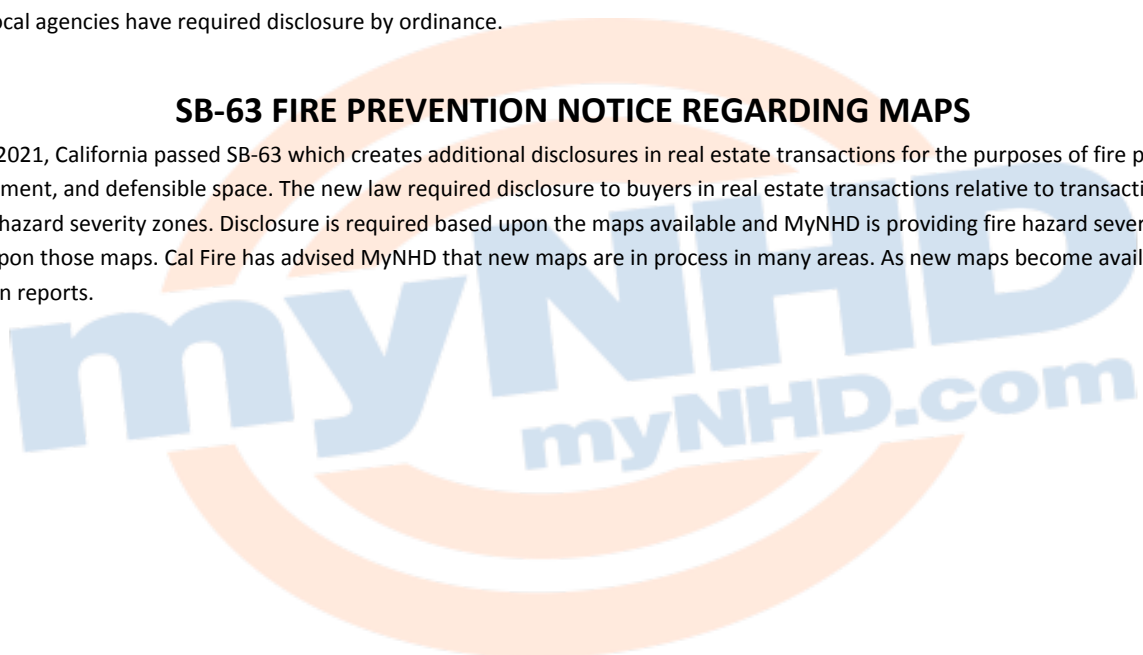 ocal agencies have required disclosure by ordinance.
SB-63 FIRE PREVENTION NOTICE REGARDING MAPS
2021, California passed SB-63 which creates additional disclosures in real estate transactions for the purposes of fire p
ment, and defensible space. The new law required disclosure to buyers in real estate transactions relative to transacti
hazard severity zones. Disclosure is required based upon the maps available and MyNHD is providing fire hazard sever
pon those maps. Cal Fire has advised MyNHD that new maps are in process in many areas. As new maps become avail
n reports.
myNHD
myNHD.com